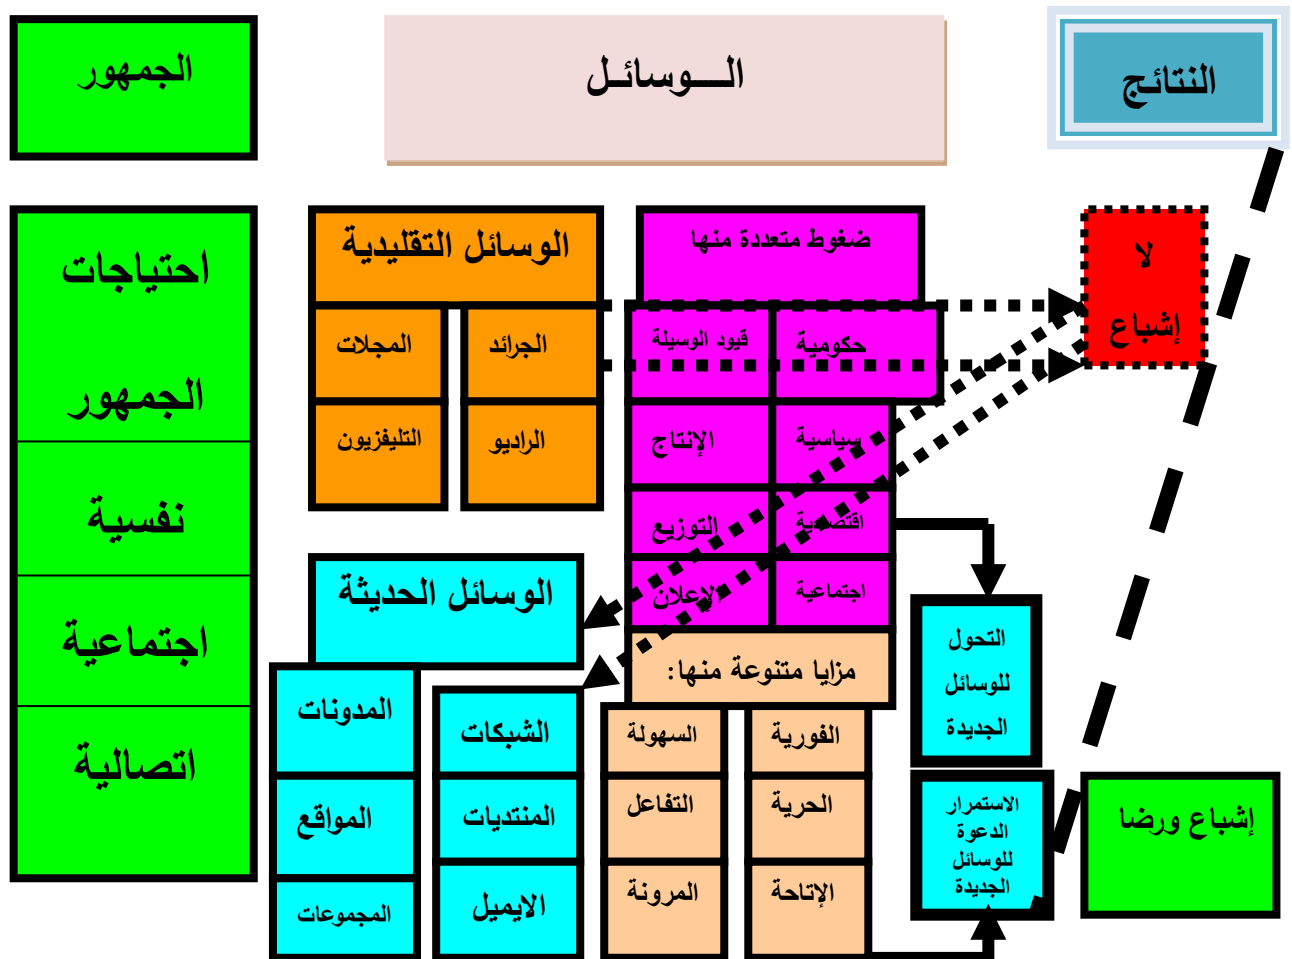 الجمهور
الـــوسائـل
النتائـج
احتياجات
الجمهور
نفسية
اجتماعية
اتصالية
الوسائل التقليدية
الجرائد
المجلات
الراديو
التليفزيون
ضغوط متعددة منها
حكومية
قيود الوسيلة
سياسية
الإنتاج
اقتصادية
التوزيع
اجتماعية
الإعلان
لا
إشباع
الوسائل الحديثة
الشبكات
المدونات
المنتديات
المواقع
الايميل
المجموعات
مزايا متنوعة منها:
الفورية
السهولة
الحرية
التفاعل
الإتاحة
المرونة
التحول
للوسائل
الجديدة
الاستمرار
الدعوة
للوسائل
الجديدة
إشباع ورضا